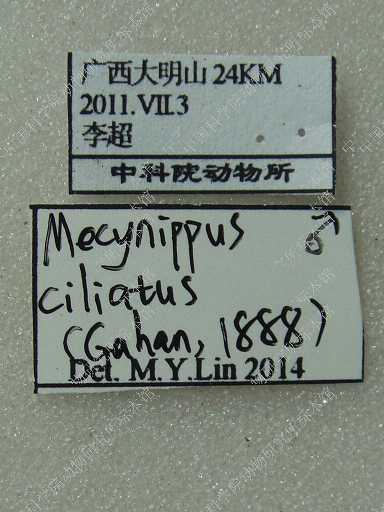 广西大明山 24KM
2011.VII.3
李超
中科院动物所
Mecynippus ♂
ciliatus
(Gahan, 1888)
Det. M.Y.Lin 2014